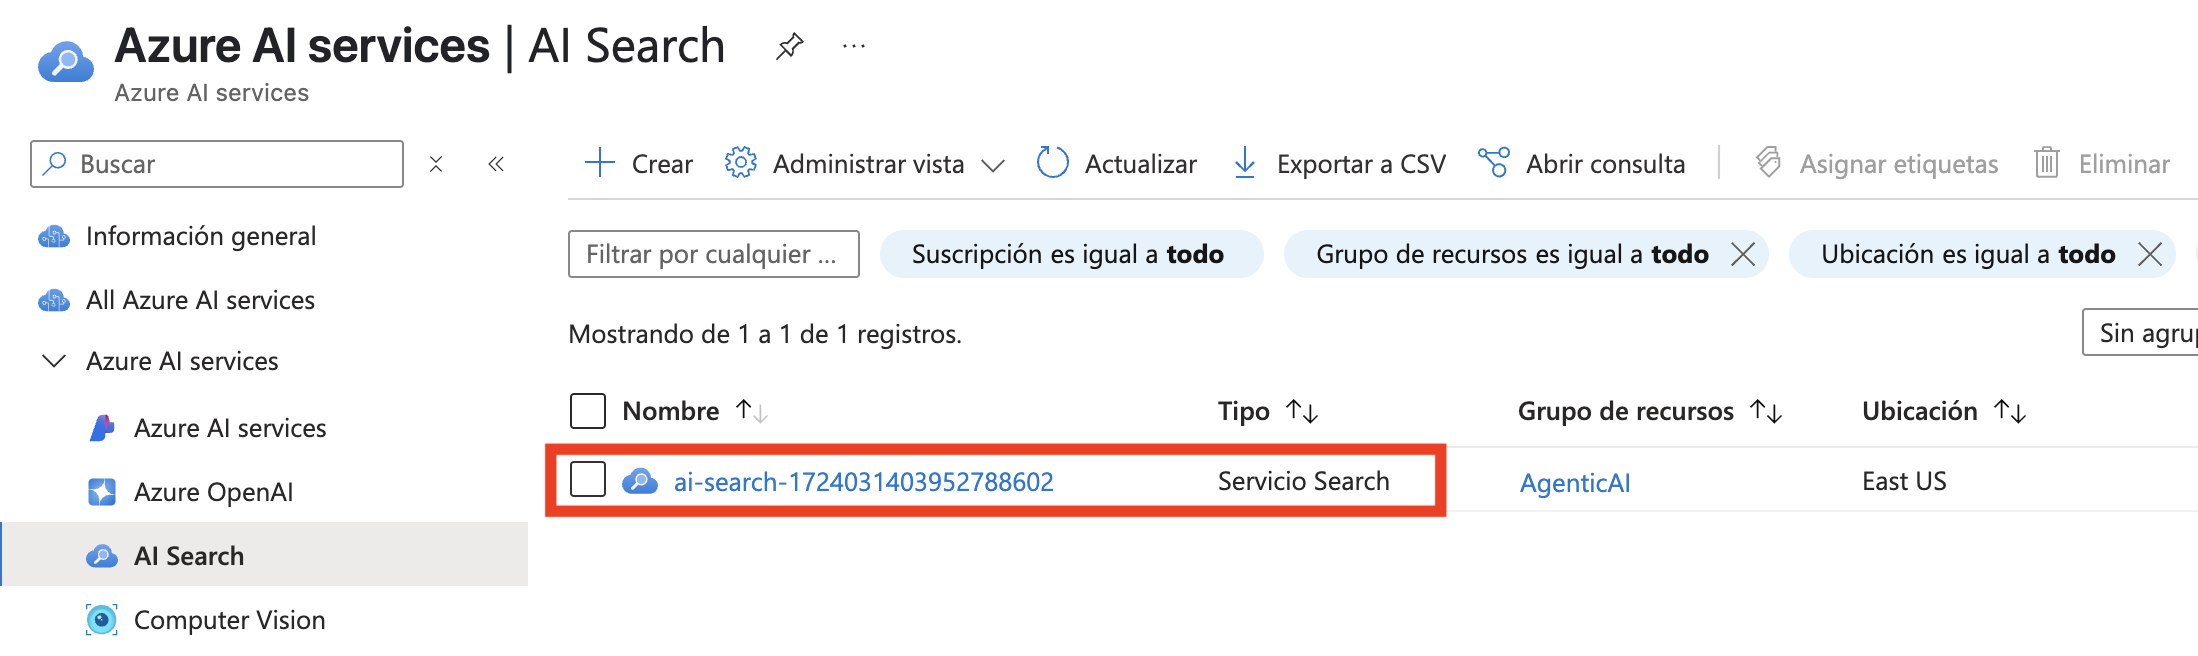 Azure AI services | AI Search ...
Azure AI services
Buscar
Información general
All Azure AI services
Azure AI services
Azure AI services
Azure OpenAI
AI Search
Computer Vision
Crear Administrar vista Actualizar Exportar a CSV Abrir consulta Asignar etiquetas Eliminar
Filtrar por cualquier ... Suscripción es igual a todo Grupo de recursos es igual a todo Ubicación es igual a todo
Mostrando de 1 a 1 de 1 registros.
Sin agrup
Nombre Tipo Grupo de recursos Ubicación
ai-search-1724031403952788602 Servicio Search AgenticAI East US